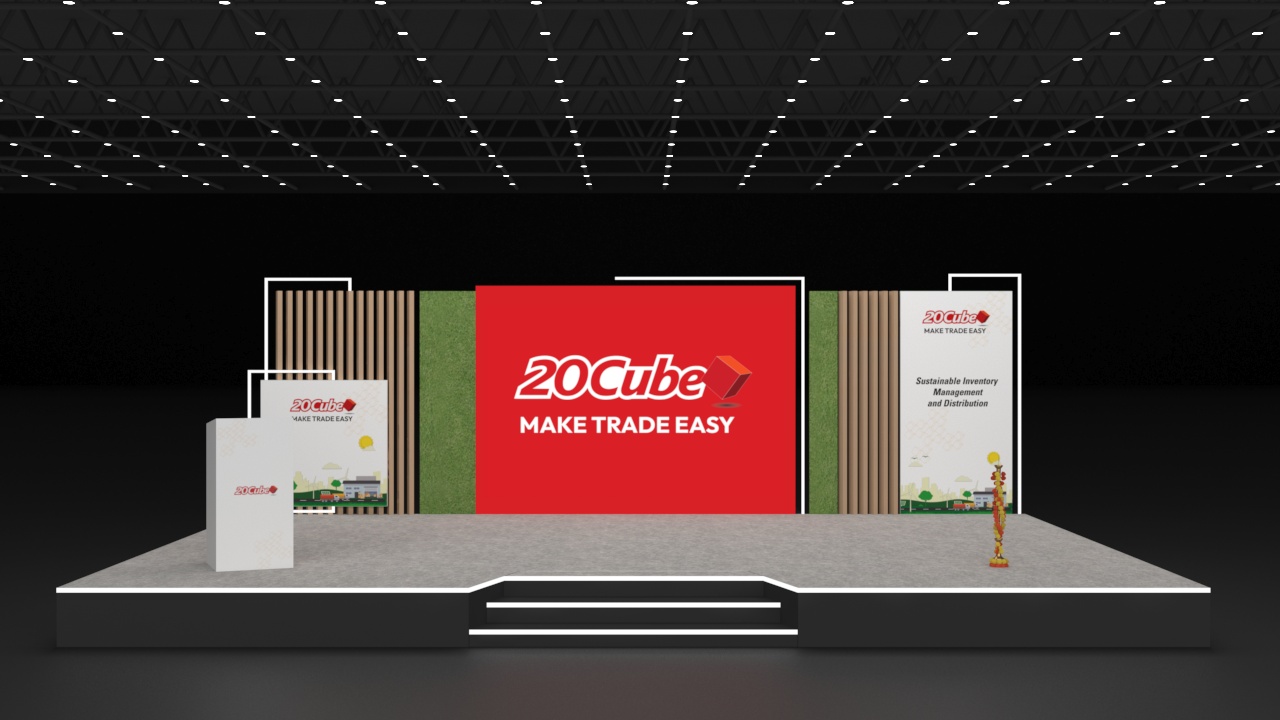 20Cube
MAKE TRADE EASY
20Cube
MAKE TRADE EASY
20Cube
20Cube
MAKE TRADE EASY
Sustainable Inventory
Management
and Distribution